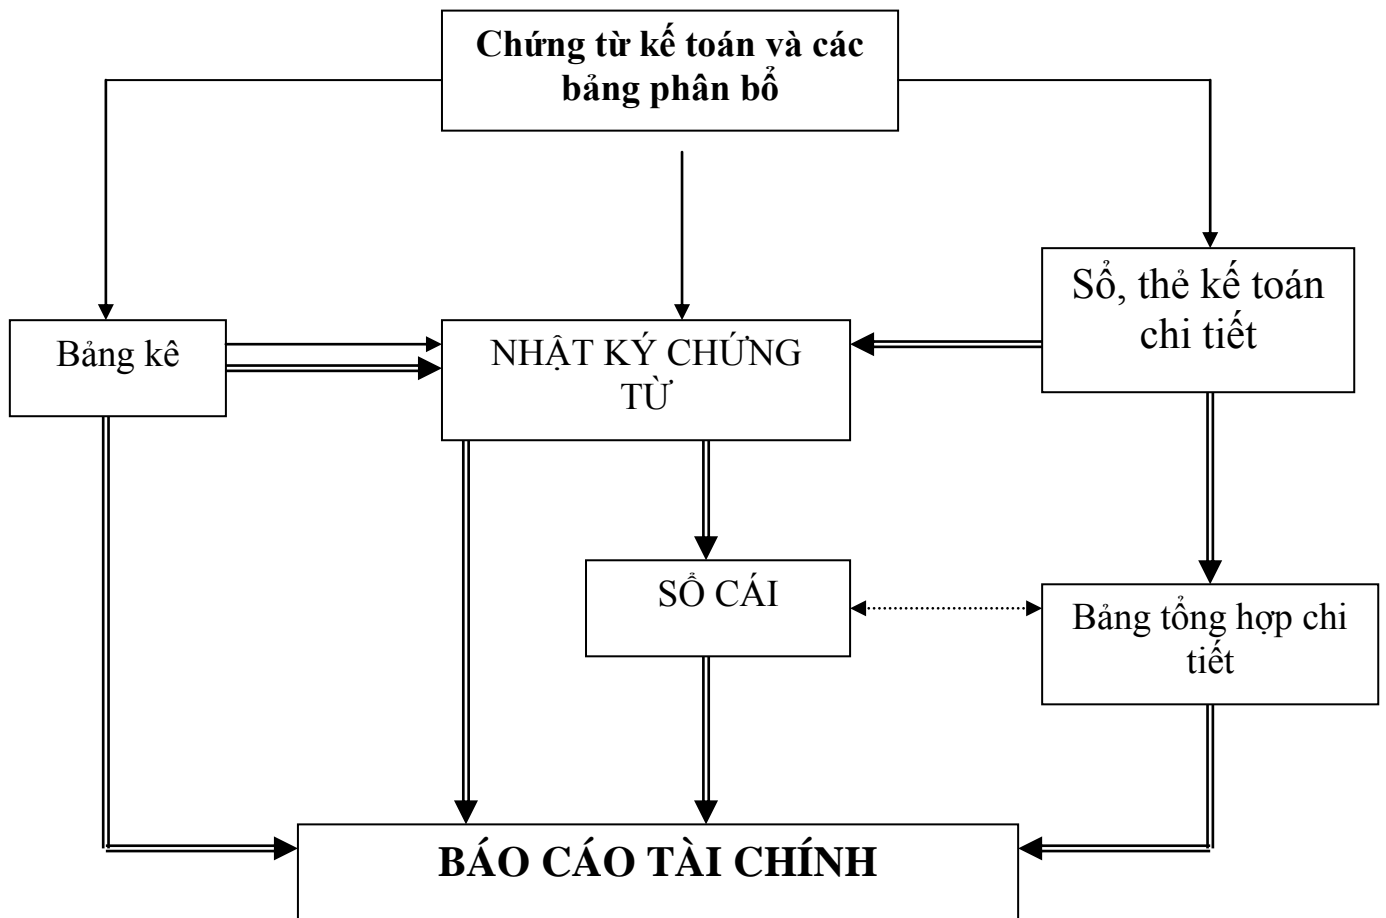 Chứng từ kế toán và các
bảng phân bổ
Sổ, thẻ kế toán
chi tiết
Bảng kê
NHẬT KÝ CHỨNG
TỪ
SỔ CÁI
Bảng tổng hợp chi
tiết
BÁO CÁO TÀI CHÍNH